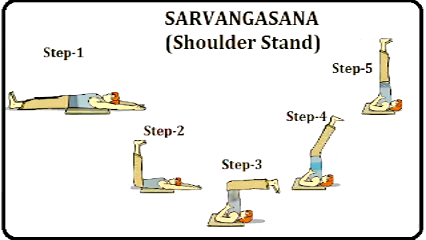 SARVANGASANA
(Shoulder Stand)
Step-1
Step-2
Step-3
Step-4
Step-5